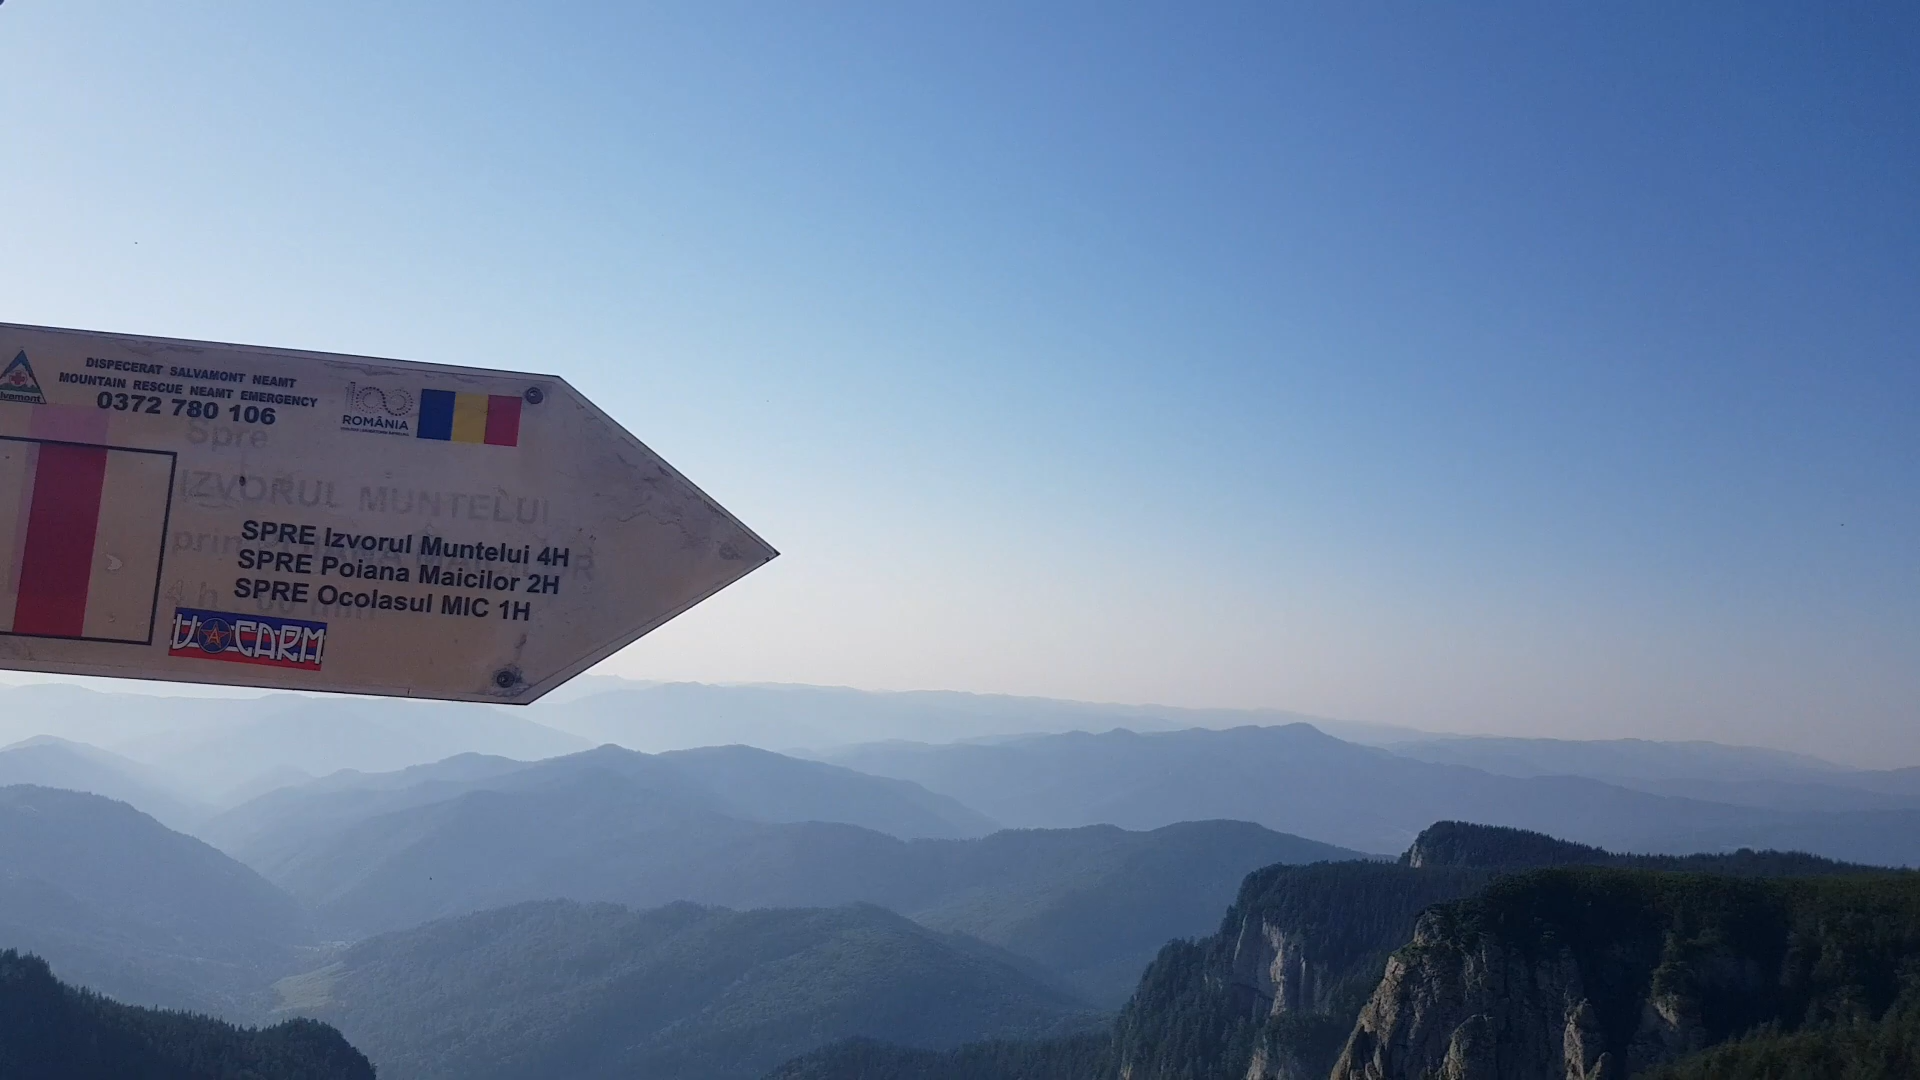 DISPECERAT SALVAMONT NEAMT
MOUNTAIN RESCUE NEAMT EMERGENCY
0372 780 106
100
ROMÂNIA
Spre
IZVORUL MUNTELUI
SPRE Izvorul Muntelui 4H
SPRE Poiana Maicilor 2H
SPRE Ocolasul MIC 1H